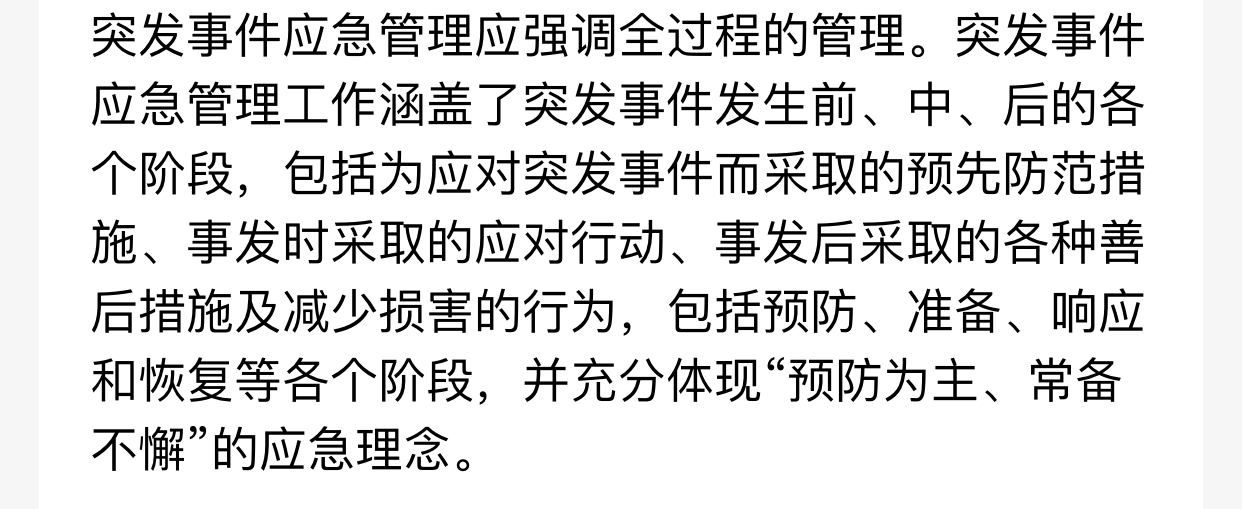 突发事件应急管理应强调全过程的管理。突发事件
应急管理工作涵盖了突发事件发生前、中、后的各
个阶段，包括为应对突发事件而采取的预先防范措
施、事发时采取的应对行动、事发后采取的各种善
后措施及减少损害的行为，包括预防、准备、响应
和恢复等各个阶段，并充分体现“预防为主、常备
不懈”的应急理念。